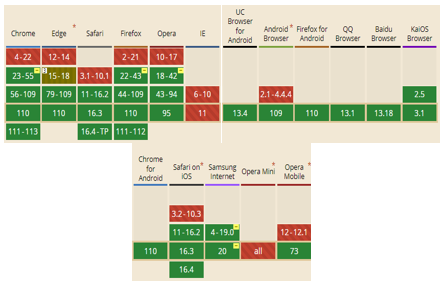 Chrome Edge * Safari Firefox Opera IE UC Browser for Android Android * Browser Firefox for Android QQ Browser Baidu Browser KaiOS Browser
4-22 12-14 2-21 10-17
23-55 15-18 3.1-10.1 22-43 18-42 2.1-4.4.4
56-109 79-109 11-16.2 44-109 43-94 6-10 2.5
110 110 16.3 110 95 11 13.4 109 110 13.1 13.18 3.1
111-113 16.4-TP 111-112
Chrome for Android Safari on * iOS Samsung Internet Opera Mini * Opera * Mobile
3.2-10.3
11-16.2 4-19.0 12-12.1
110 16.3 20 all 73
16.4